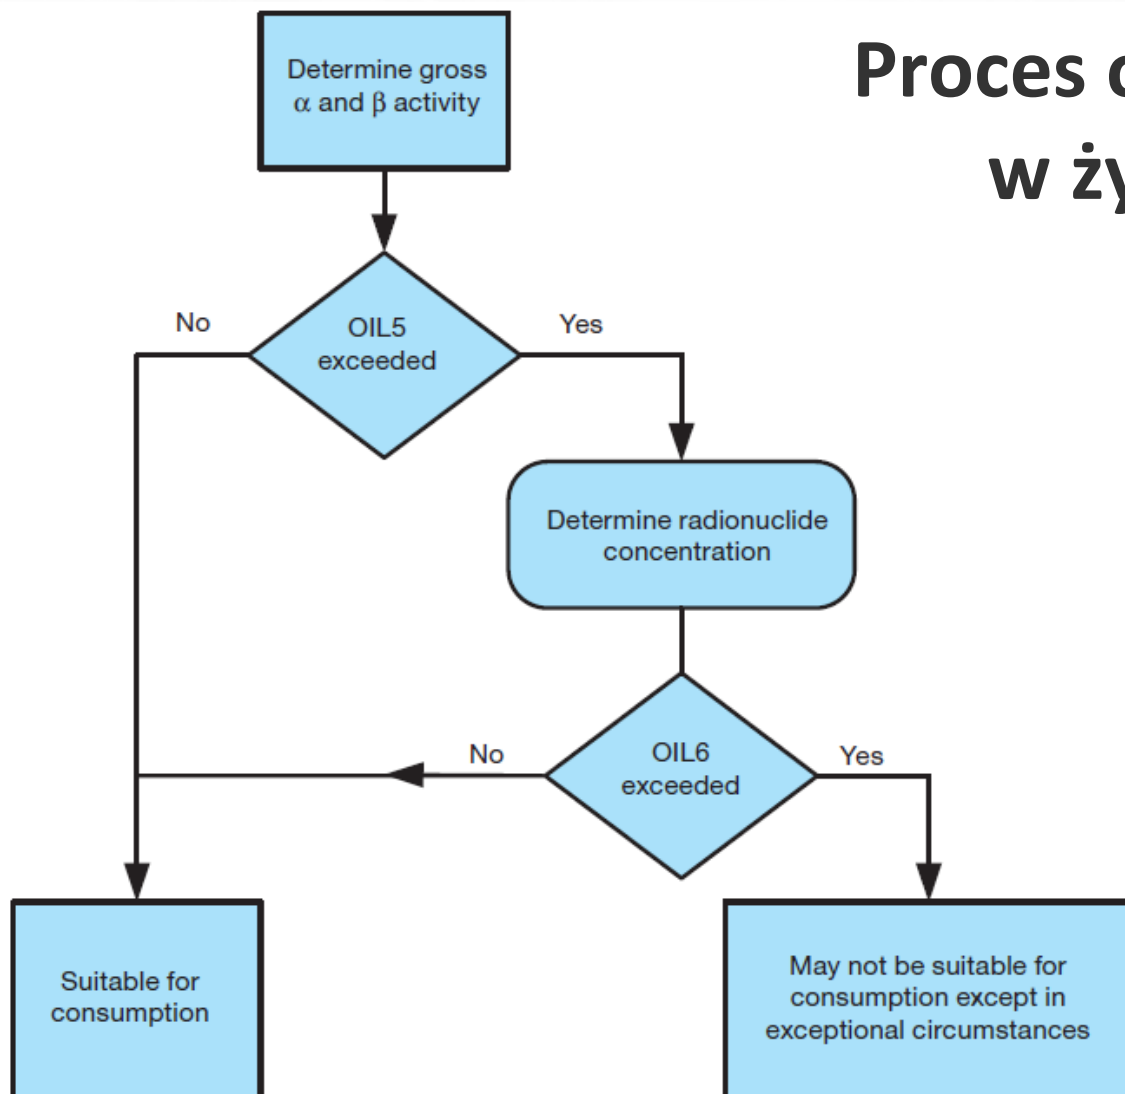 Determine gross
α and β activity
Proces
w
No
OIL5
exceeded
Yes
Determine radionuclide
concentration
No
OIL6
exceeded
Yes
Suitable for
consumption
May not be suitable for
consumption except in
exceptional circumstances